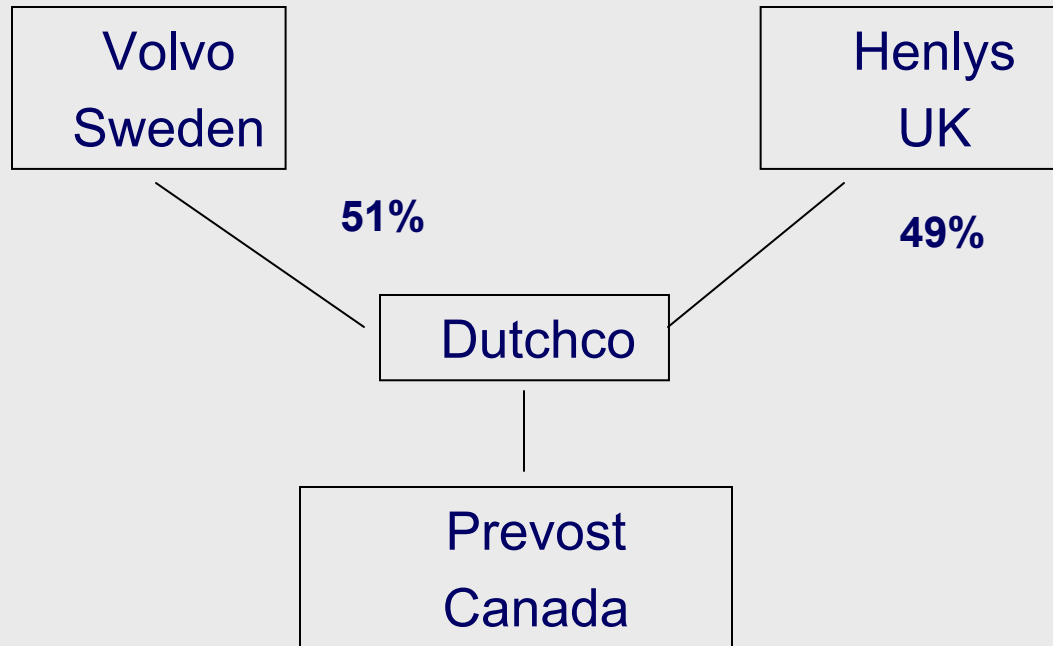 Volvo
Sweden
Henlys
UK
51%
49%
Dutchco
Prevost
Canada